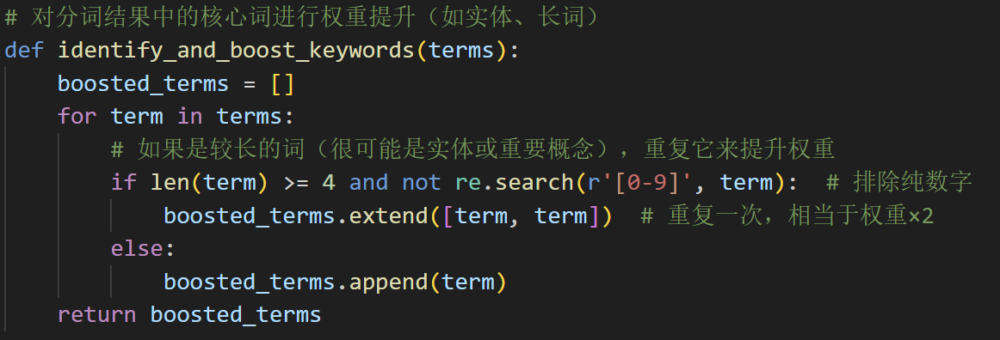 # 对分词结果中的核心词进行权重提升（如实体、长词）
def identify_and_boost_keywords(terms):
    boosted_terms = []
    for term in terms:
        # 如果是较长的词（很可能是实体或重要概念），重复它来提升权重
        if len(term) >= 4 and not re.search(r'[0-9]', term):  # 排除纯数字
            boosted_terms.extend([term, term])  # 重复一次，相当于权重×2
        else:
            boosted_terms.append(term)
    return boosted_terms